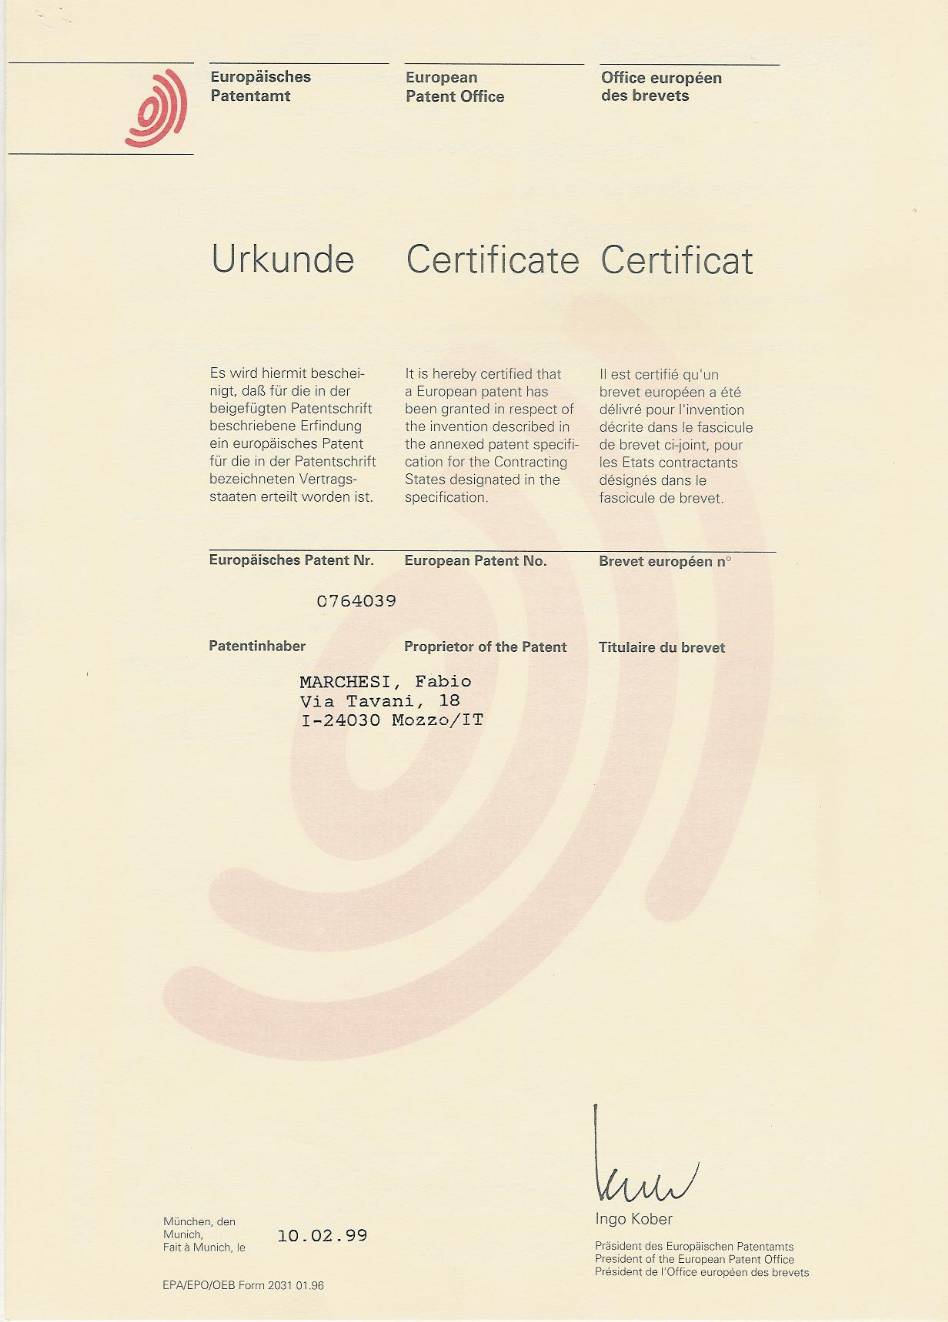 Europäisches
Patentamt
European
Patent Office
Office européen
des brevets
Urkunde
Certificate
Certificat
Es wird hiermit beschei-
nigt, daß für die in der
beigefügten Patentschrift
beschriebene Erfindung
ein europäisches Patent
für die in der Patentschrift
bezeichneten Vertrags-
staaten erteilt worden ist.
It is hereby certified that
a European patent has
been granted in respect of
the invention described in
the annexed patent specifi-
cation for the Contracting
States designated in the
specification.
Il est certifié qu'un
brevet européen a été
délivré pour l'invention
décrite dans le fascicule
de brevet ci-joint, pour
les Etats contractants
désignés dans le
fascicule de brevet.
Europäisches Patent Nr.
European Patent No.
Brevet européen n°
0764039
Patentinhaber
Proprietor of the Patent
Titulaire du brevet
MARCHESI, Fabio
Via Tavani, 18
I-24030 Mozzo/IT
Ingo Kober
Präsident des Europäischen Patentamts
President of the European Patent Office
Président de l'Office européen des brevets
München, den
Munich,
Fait à Munich, le
10.02.99
EPA/EPO/OEB Form 2031 01.96